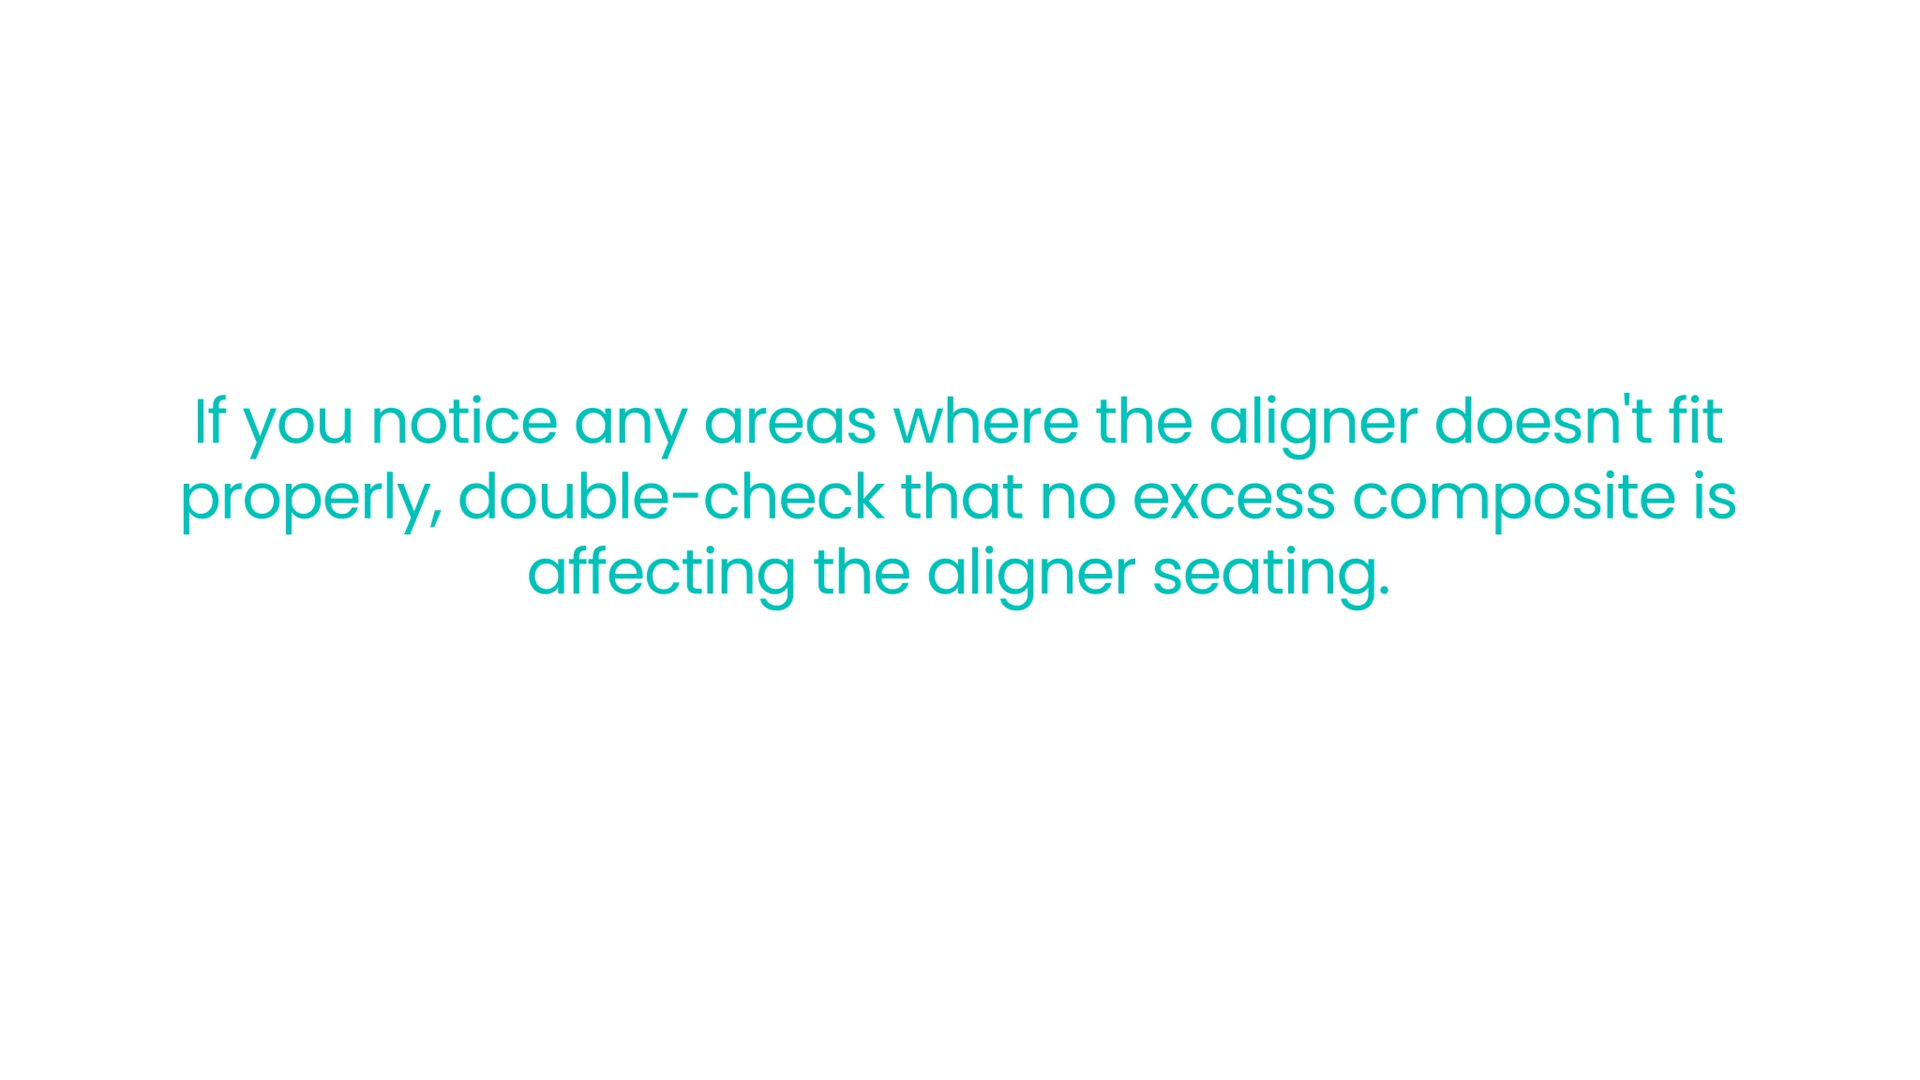 If you notice any areas where the aligner doesn't fit
properly, double-check that no excess composite is
affecting the aligner seating.